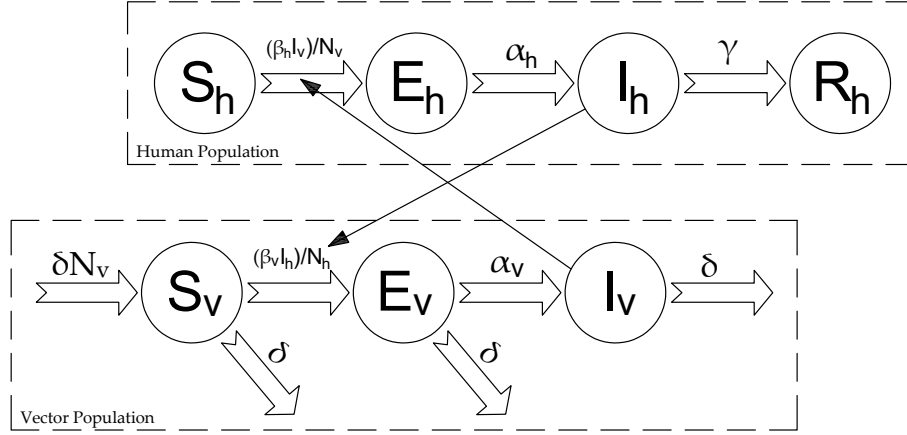 (βₕIᵥ)/Nᵥ αₕ γ
Sₕ Eₕ Iₕ Rₕ
Human Population
δNᵥ (βᵥIₕ)/Nₕ αᵥ δ
Sᵥ Eᵥ Iᵥ
δ δ
Vector Population